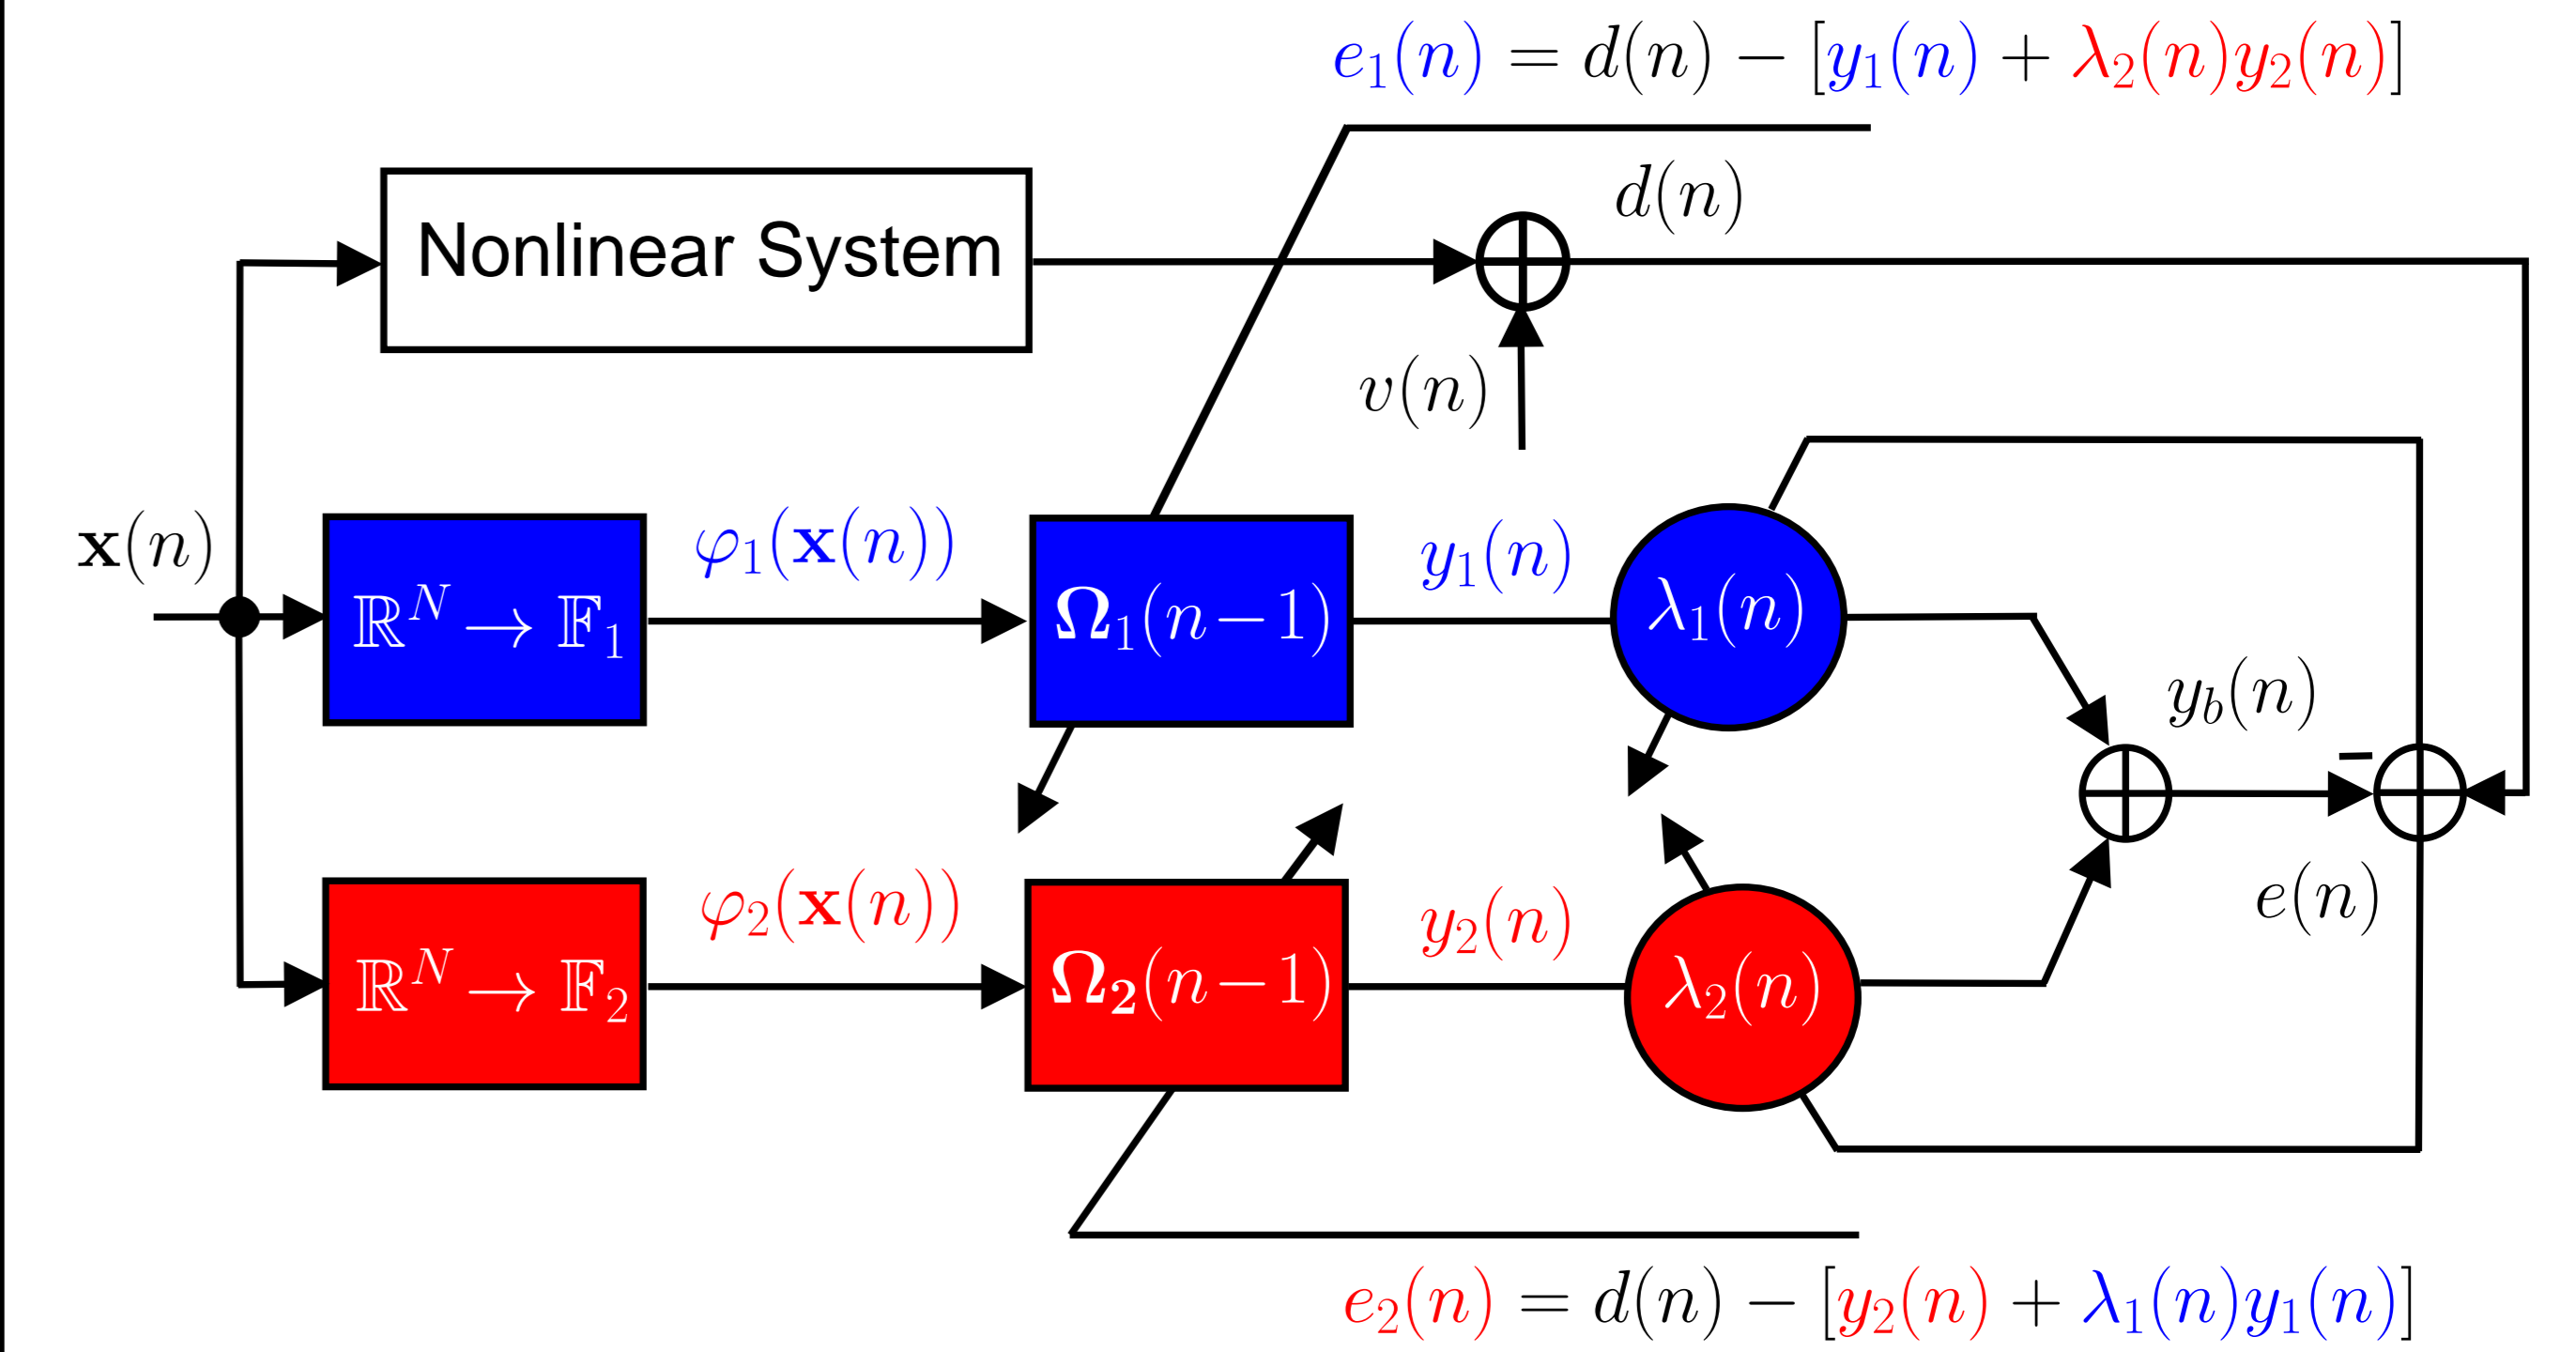 e₁(n) = d(n) − [y₁(n) + λ₂(n)y₂(n)]
d(n)
Nonlinear System
v(n)
x(n)
φ₁(x(n))
y₁(n)
ℝᴺ → 𝔽₁
Ω₁(n−1)
λ₁(n)
y_b(n)
-
e(n)
φ₂(x(n))
y₂(n)
ℝᴺ → 𝔽₂
Ω₂(n−1)
λ₂(n)
e₂(n) = d(n) − [y₂(n) + λ₁(n)y₁(n)]